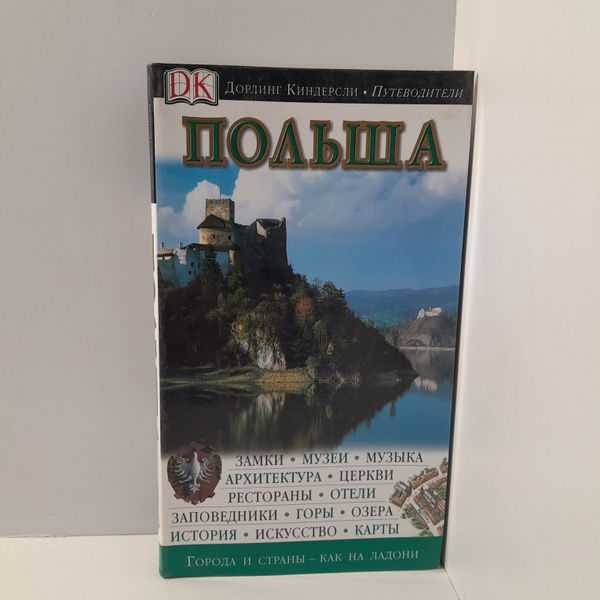 DK Дорлинг Киндерсли • Путеводители
ПОЛЬША
ЗАМКИ • МУЗЕИ • МУЗЫКА
АРХИТЕКТУРА • ЦЕРКВИ
РЕСТОРАНЫ • ОТЕЛИ
ЗАПОВЕДНИКИ • ГОРЫ • ОЗЕРА
ИСТОРИЯ • ИСКУССТВО • КАРТЫ
Города и страны – как на ладони